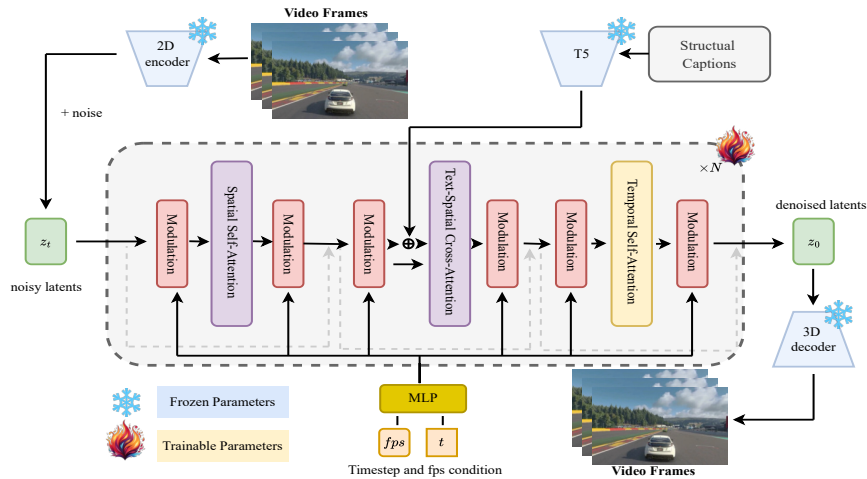 Video Frames
2D
encoder
T5
Structual
Captions
+ noise
×N
Modulation
Spatial Self-Attention
Modulation
Modulation
⊕
Text-Spatial Cross-Attention
Modulation
Modulation
Temporal Self-Attention
Modulation
denoised latents
z_t
z_0
noisy latents
3D
decoder
MLP
Frozen Parameters
fps
t
Trainable Parameters
Timestep and fps condition
Video Frames